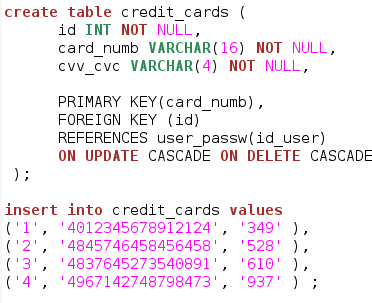 create table credit_cards (
id INT NOT NULL,
card_numb VARCHAR(16) NOT NULL,
cvv_cvc VARCHAR(4) NOT NULL,
PRIMARY KEY(card_numb),
FOREIGN KEY (id)
REFERENCES user_passw(id_user)
ON UPDATE CASCADE ON DELETE CASCADE
);
insert into credit_cards values
('1', '4012345678912124', '349' ),
('2', '4845746458456458', '528' ),
('3', '4837645273540891', '610' ),
('4', '4967142748798473', '937' ) ;